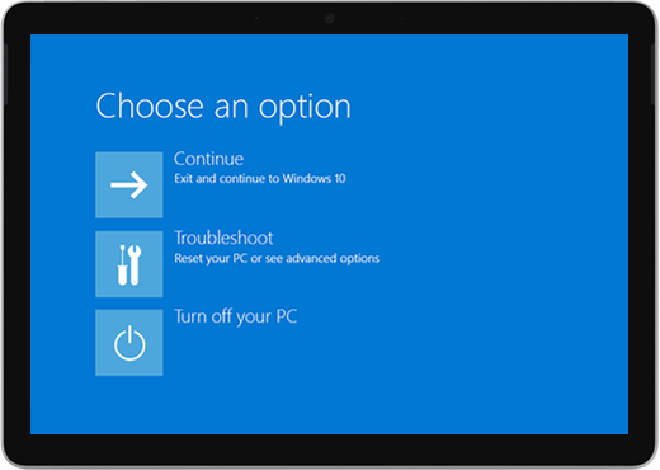 Choose an option
Continue
Exit and continue to Windows 10
Troubleshoot
Reset your PC or see advanced options
Turn off your PC